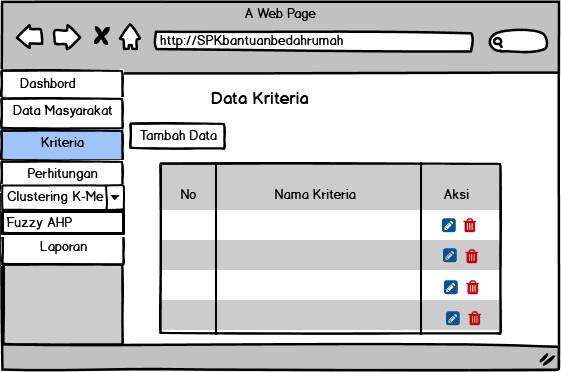 A Web Page
http://SPKbantuanbedahrumah
Dashbord
Data Masyarakat
Kriteria
Perhitungan
Clustering K-Me
Fuzzy AHP
Laporan
Data Kriteria
Tambah Data
No Nama Kriteria Aksi